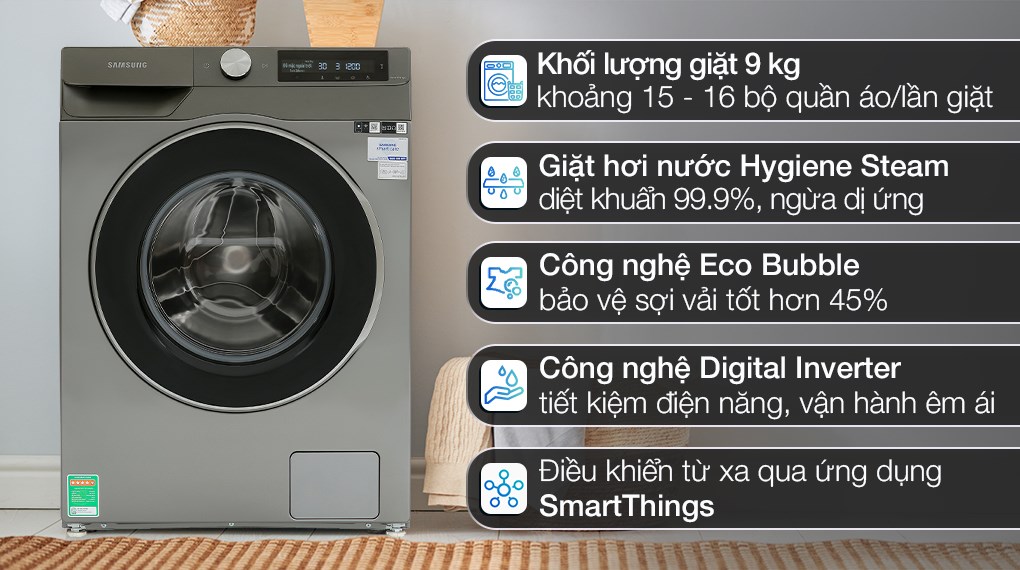 SAMSUNG
30 3 1200
Khối lượng giặt 9 kg
khoảng 15 - 16 bộ quần áo/lần giặt
Giặt hơi nước Hygiene Steam
diệt khuẩn 99.9%, ngừa dị ứng
Công nghệ Eco Bubble
bảo vệ sợi vải tốt hơn 45%
Công nghệ Digital Inverter
tiết kiệm điện năng, vận hành êm ái
Điều khiển từ xa qua ứng dụng
SmartThings